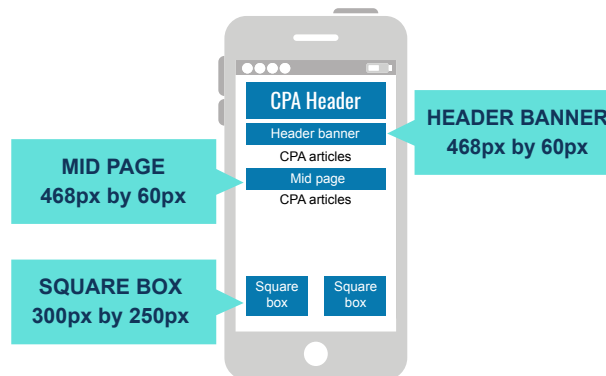 CPA Header
Header banner
HEADER BANNER
468px by 60px
CPA articles
MID PAGE
468px by 60px
Mid page
CPA articles
SQUARE BOX
300px by 250px
Square
box
Square
box